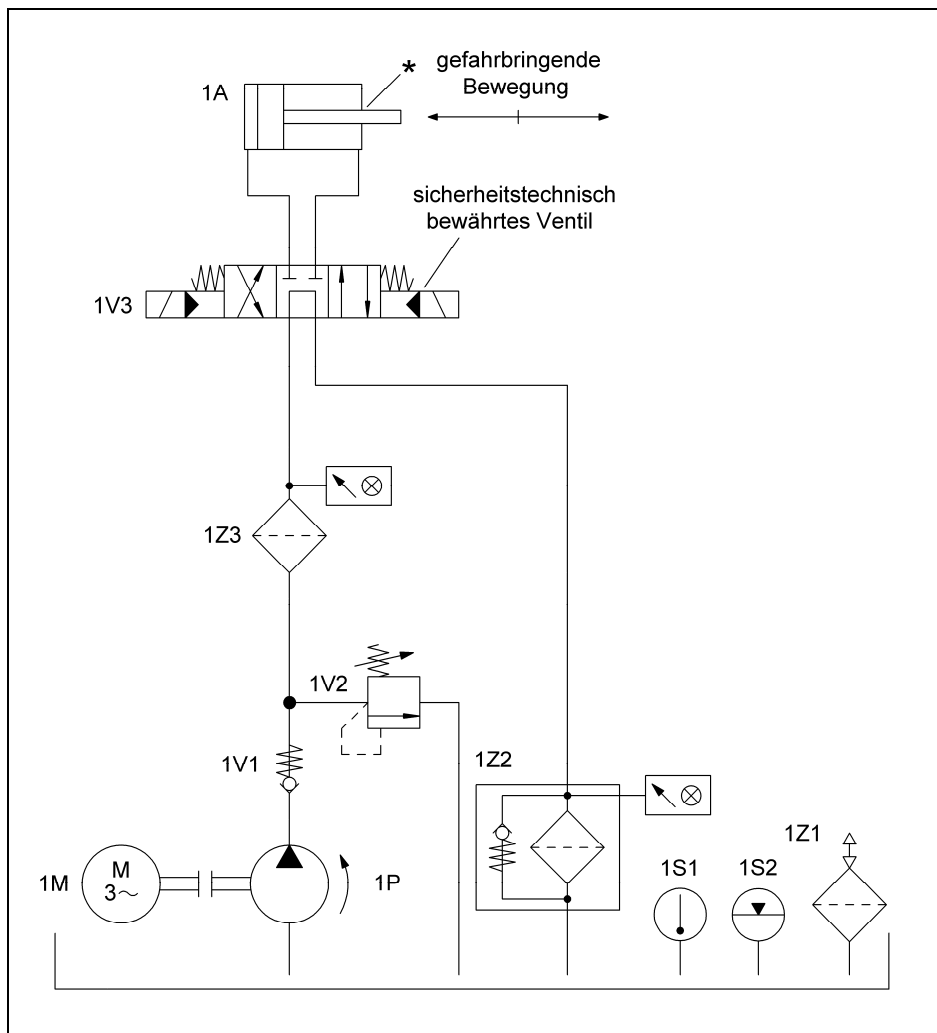 1A
*
gefahrbringende
Bewegung
sicherheitstechnisch
bewährtes Ventil
1V3
1Z3
1V2
1V1
1Z2
1Z1
1M
M
3~
1P
1S1
1S2